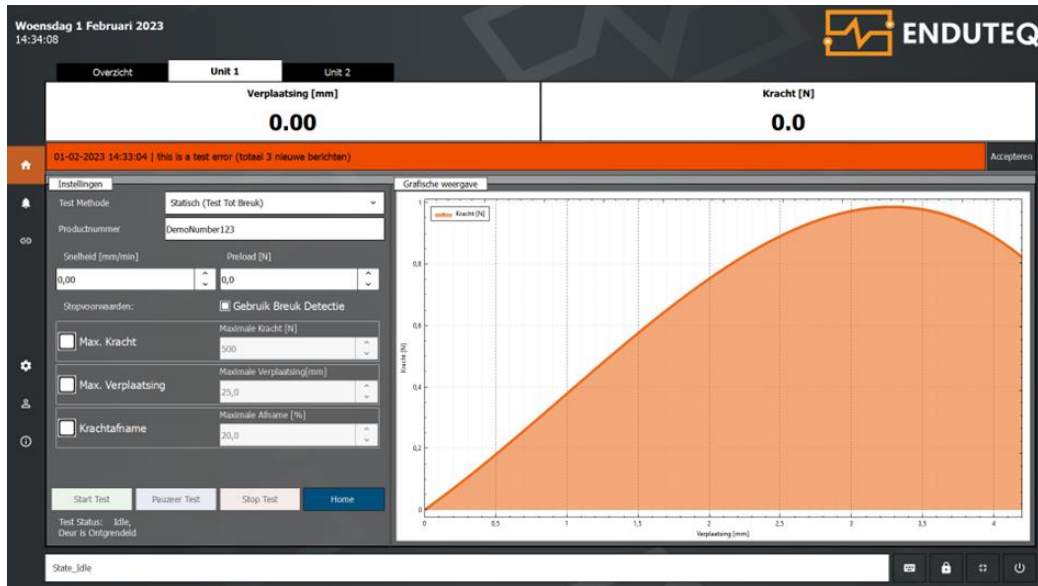 Woensdag 1 Februari 2023
14:34:08
ENDUTEQ
Overzicht Unit 1 Unit 2
Verplaatsing [mm] Kracht [N]
0.00 0.0
01-02-2023 14:33:04 | this is a test error (totaal 3 nieuwe berichten) Accepteren
Instellingen
Test Methode Statisch (Test Tot Breuk)
Productnummer DemoNumber123
Snelheid [mm/min] Preload [N]
0,00 0,0
Stopvoorwaarden: Gebruik Breuk Detectie
Maximale Kracht [N]
Max. Kracht 500
Maximale Verplaatsing[mm]
Max. Verplaatsing 25,0
Maximale Afname [%]
Krachtafname 20,0
Start Test Pauzeer Test Stop Test Home
Test Status: Idle,
Deur is Ontgrendeld
Grafische weergave
Kracht [N]
1
0,8
0,6
0,4
0,2
0
Kracht [N]
0 0,5 1 1,5 2 2,5 3 3,5 4
Verplaatsing [mm]
State_Idle